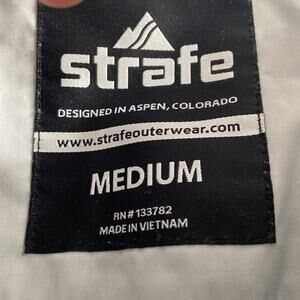 strafe
DESIGNED IN ASPEN, COLORADO
www.strafeouterwear.com
MEDIUM
RN#133782
MADE IN VIETNAM